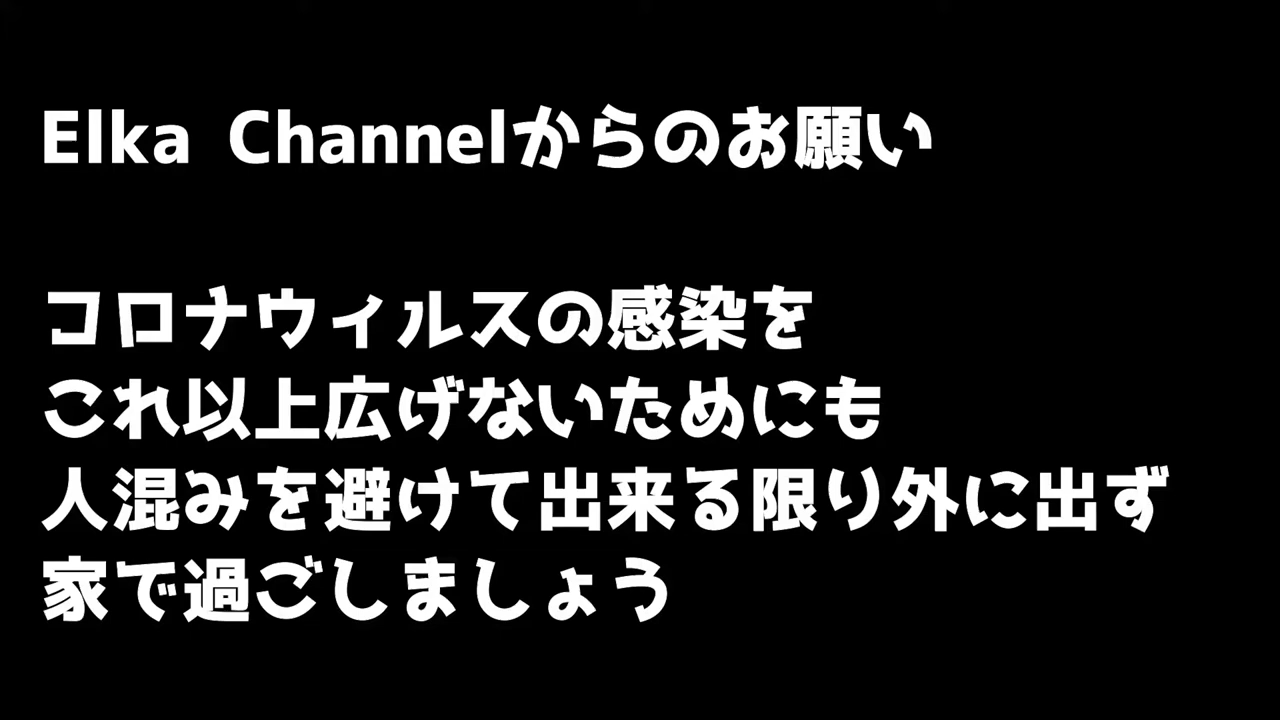 Elka Channelからのお願い
コロナウィルスの感染を
これ以上広げないためにも
人混みを避けて出来る限り外に出ず
家で過ごしましょう